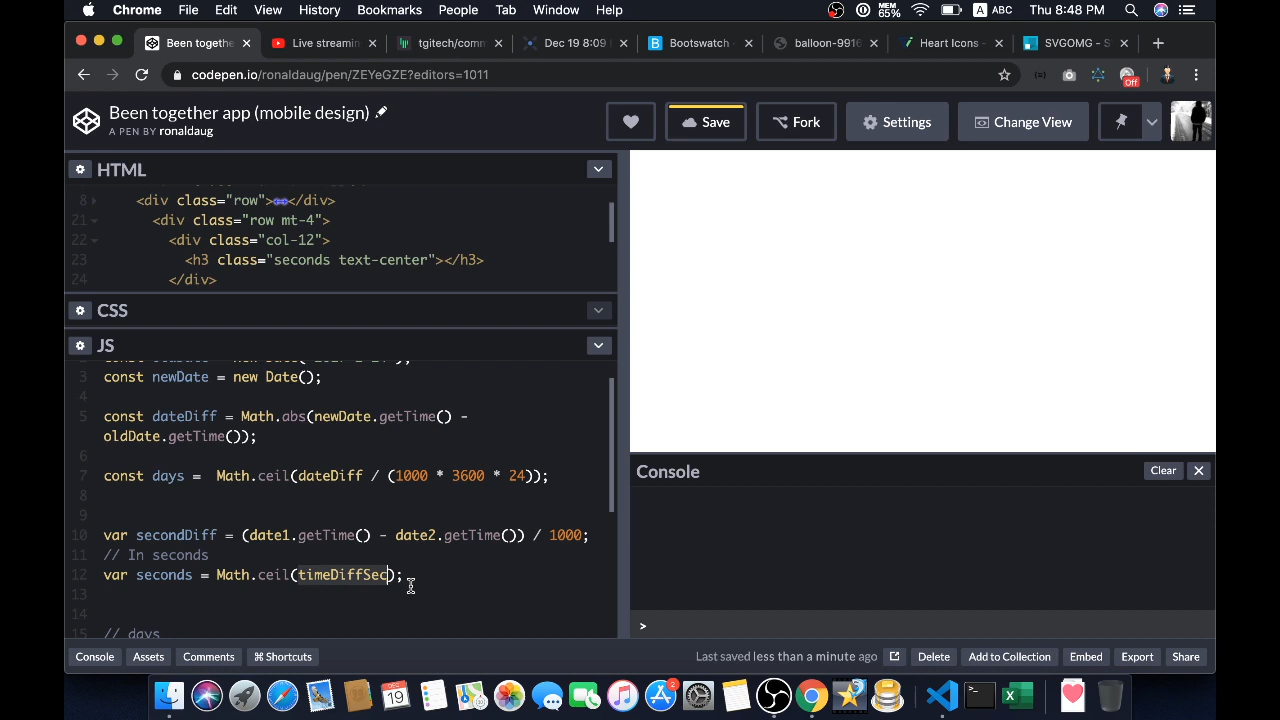 Chrome File Edit View History Bookmarks People Tab Window Help MEM 65% A ABC Thu 8:48 PM
Been togethe Live streamin tgitech/comm Dec 19 8:09 Bootswatch balloon-9916 Heart Icons - SVGOMG - S
codepen.io/ronaldaug/pen/ZEYeGZE?editors=1011 Off
Been together app (mobile design)
A PEN BY ronaldaug
Save Fork Settings Change View
HTML
8 <div class="row"></div>
21 <div class="row mt-4">
22 <div class="col-12">
23 <h3 class="seconds text-center"></h3>
24 </div>
CSS
JS
3 const newDate = new Date();
4
5 const dateDiff = Math.abs(newDate.getTime() -
oldDate.getTime());
6
7 const days =  Math.ceil(dateDiff / (1000 * 3600 * 24));
8
9
10 var secondDiff = (date1.getTime() - date2.getTime()) / 1000;
11 // In seconds
12 var seconds = Math.ceil(timeDiffSec);
13
14
15 // days
Console Clear
>
Console Assets Comments ⌘ Shortcuts Last saved less than a minute ago Delete Add to Collection Embed Export Share
19
2